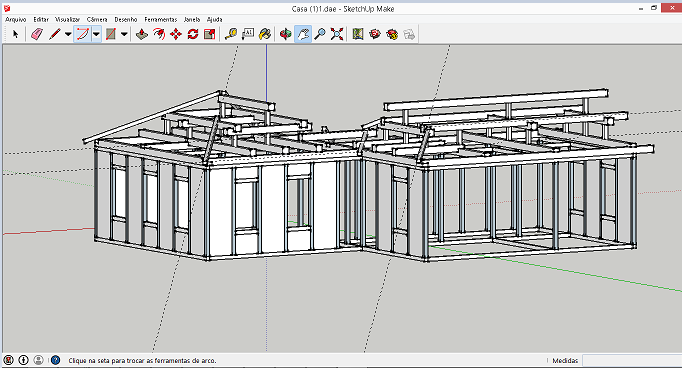 Casa (1)1.dae - SketchUp Make
Arquivo Editar Visualizar Câmera Desenho Ferramentas Janela Ajuda
Clique na seta para trocar as ferramentas de arco.
Medidas